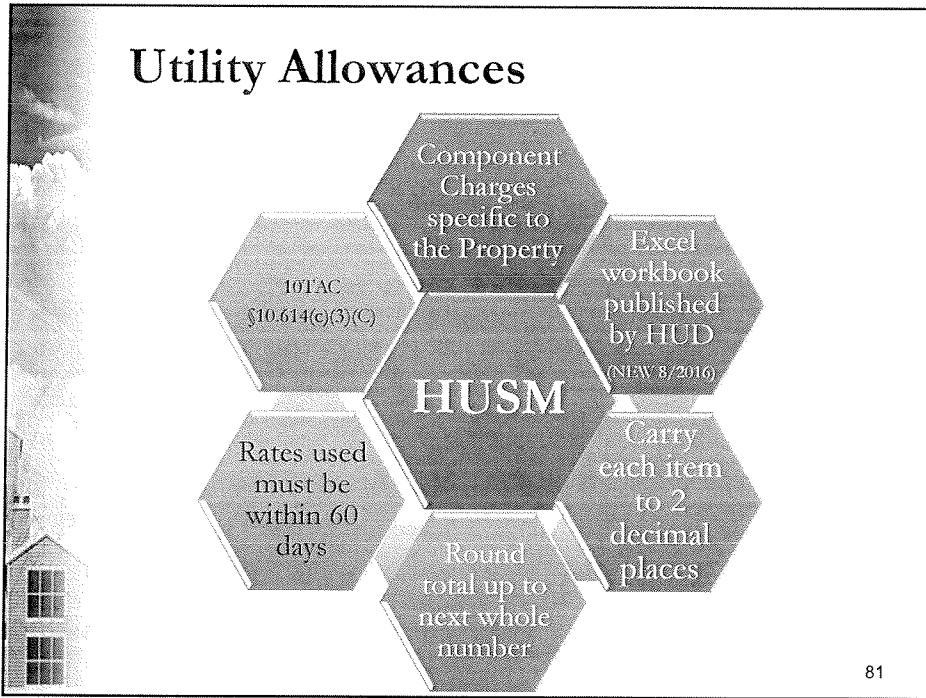 Utility Allowances
Component
Charges
specific to
the Property
Excel
workbook
published
by HUD
(NEW 8/2016)
Carry
each item
to 2
decimal
places
Round
total up to
next whole
number
Rates used
must be
within 60
days
10TAC
§10.614(c)(3)(C)
HUSM
81